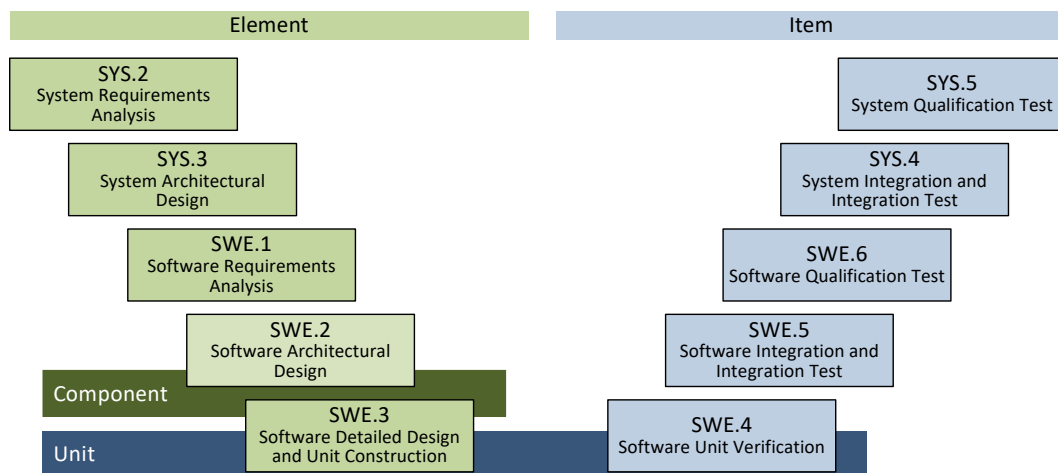 Element
Item
SYS.2
System Requirements
Analysis
SYS.5
System Qualification Test
SYS.3
System Architectural
Design
SYS.4
System Integration and
Integration Test
SWE.1
Software Requirements
Analysis
SWE.6
Software Qualification Test
SWE.2
Software Architectural
Design
SWE.5
Software Integration and
Integration Test
Component
SWE.3
Software Detailed Design
and Unit Construction
SWE.4
Software Unit Verification
Unit